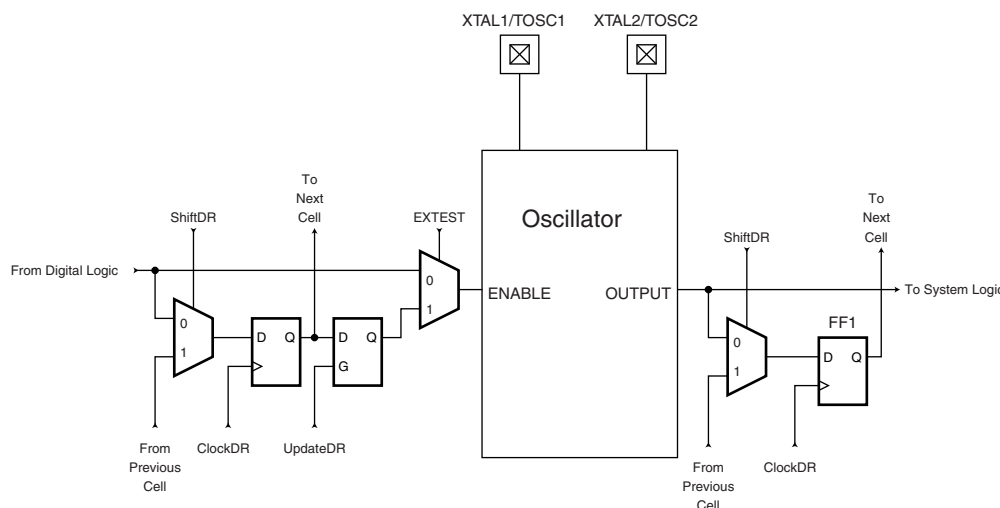 XTAL1/TOSC1
XTAL2/TOSC2
To
Next
Cell
ShiftDR
EXTEST
Oscillator
From Digital Logic
0
1
ENABLE
OUTPUT
0
1
D Q
D Q
G
From
Previous
Cell
ClockDR
UpdateDR
To
Next
Cell
ShiftDR
To System Logic
FF1
0
1
D Q
From
Previous
Cell
ClockDR